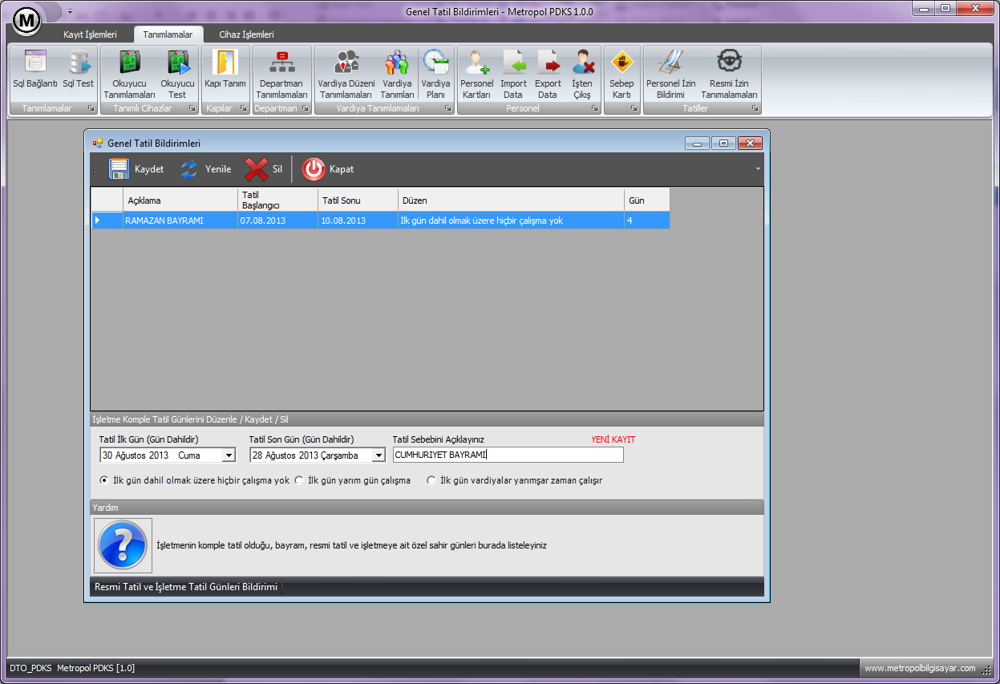 Genel Tatil Bildirimleri - Metropol PDKS 1.0.0
M
Kayıt İşlemleri Tanımlamalar Cihaz İşlemleri
Sql Bağlantı Sql Test Okuyucu Tanımlamaları Okuyucu Test Kapı Tanım Departman Tanımlamaları Vardiya Düzeni Tanımlamaları Vardiya Tanımları Vardiya Planı Personel Kartları Import Data Export Data İşten Çıkış Sebep Kartı Personel İzin Bildirimi Resmi İzin Tanımalamaları
Tanımlamalar Tanımlı Cihazlar Kapılar Departman Vardiya Tanımlamaları Personel Tatiller
Genel Tatil Bildirimleri
Kaydet Yenile Sil Kapat
Açıklama Tatil Başlangıcı Tatil Sonu Düzen Gün
RAMAZAN BAYRAMI 07.08.2013 10.08.2013 İlk gün dahil olmak üzere hiçbir çalışma yok 4
İşletme Komple Tatil Günlerini Düzenle / Kaydet / Sil
Tatil İlk Gün (Gün Dahildir) Tatil Son Gün (Gün Dahildir) Tatil Sebebini Açıklayınız YENİ KAYIT
30 Ağustos 2013 Cuma 28 Ağustos 2013 Çarşamba CUMHURIYET BAYRAMI
İlk gün dahil olmak üzere hiçbir çalışma yok İlk gün yarım gün çalışma İlk gün vardiyalar yarımşar zaman çalışır
Yardım
İşletmenin komple tatil olduğu, bayram, resmi tatil ve işletmeye ait özel sahir günleri burada listeleyiniz
Resmi Tatil ve İşletme Tatil Günleri Bildirimi
DTO_PDKS Metropol PDKS [1.0] www.metropolbilgisayar.com